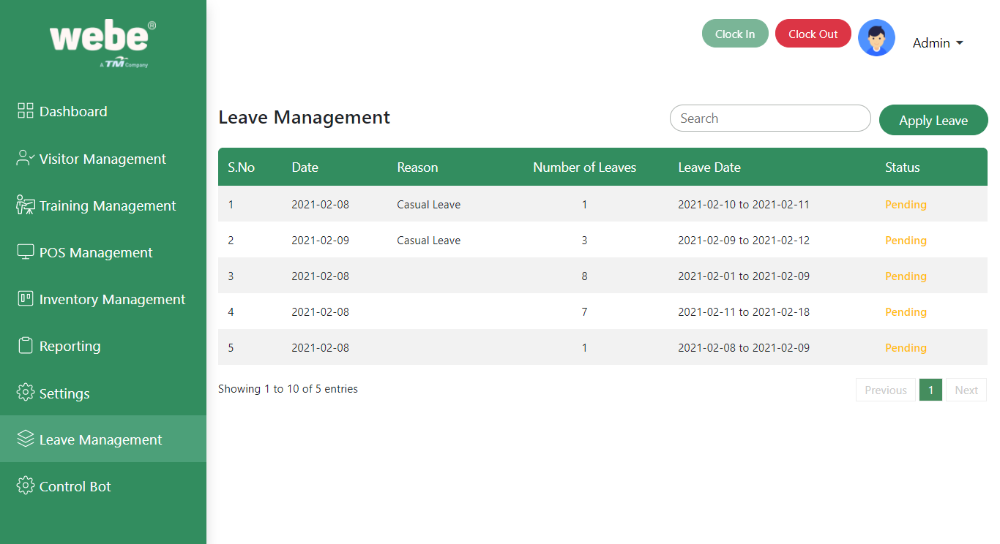 webe®
A TM Company
Clock In
Clock Out
Admin
Dashboard
Visitor Management
Training Management
POS Management
Inventory Management
Reporting
Settings
Leave Management
Control Bot
Leave Management
Search
Apply Leave
S.No Date Reason Number of Leaves Leave Date Status
1 2021-02-08 Casual Leave 1 2021-02-10 to 2021-02-11 Pending
2 2021-02-09 Casual Leave 3 2021-02-09 to 2021-02-12 Pending
3 2021-02-08 8 2021-02-01 to 2021-02-09 Pending
4 2021-02-08 7 2021-02-11 to 2021-02-18 Pending
5 2021-02-08 1 2021-02-08 to 2021-02-09 Pending
Showing 1 to 10 of 5 entries
Previous 1 Next